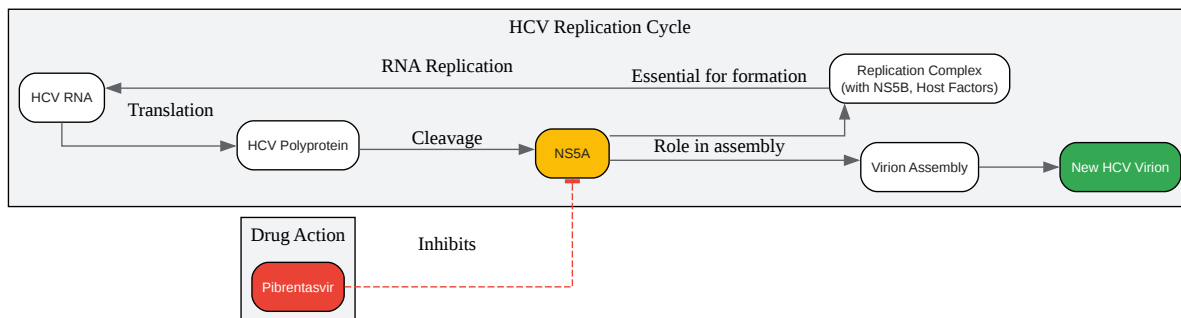 HCV Replication Cycle
RNA Replication
Essential for formation
Replication Complex
(with NS5B, Host Factors)
HCV RNA
Translation
HCV Polyprotein
Cleavage
NS5A
Role in assembly
Virion Assembly
New HCV Virion
Drug Action
Inhibits
Pibrentasvir